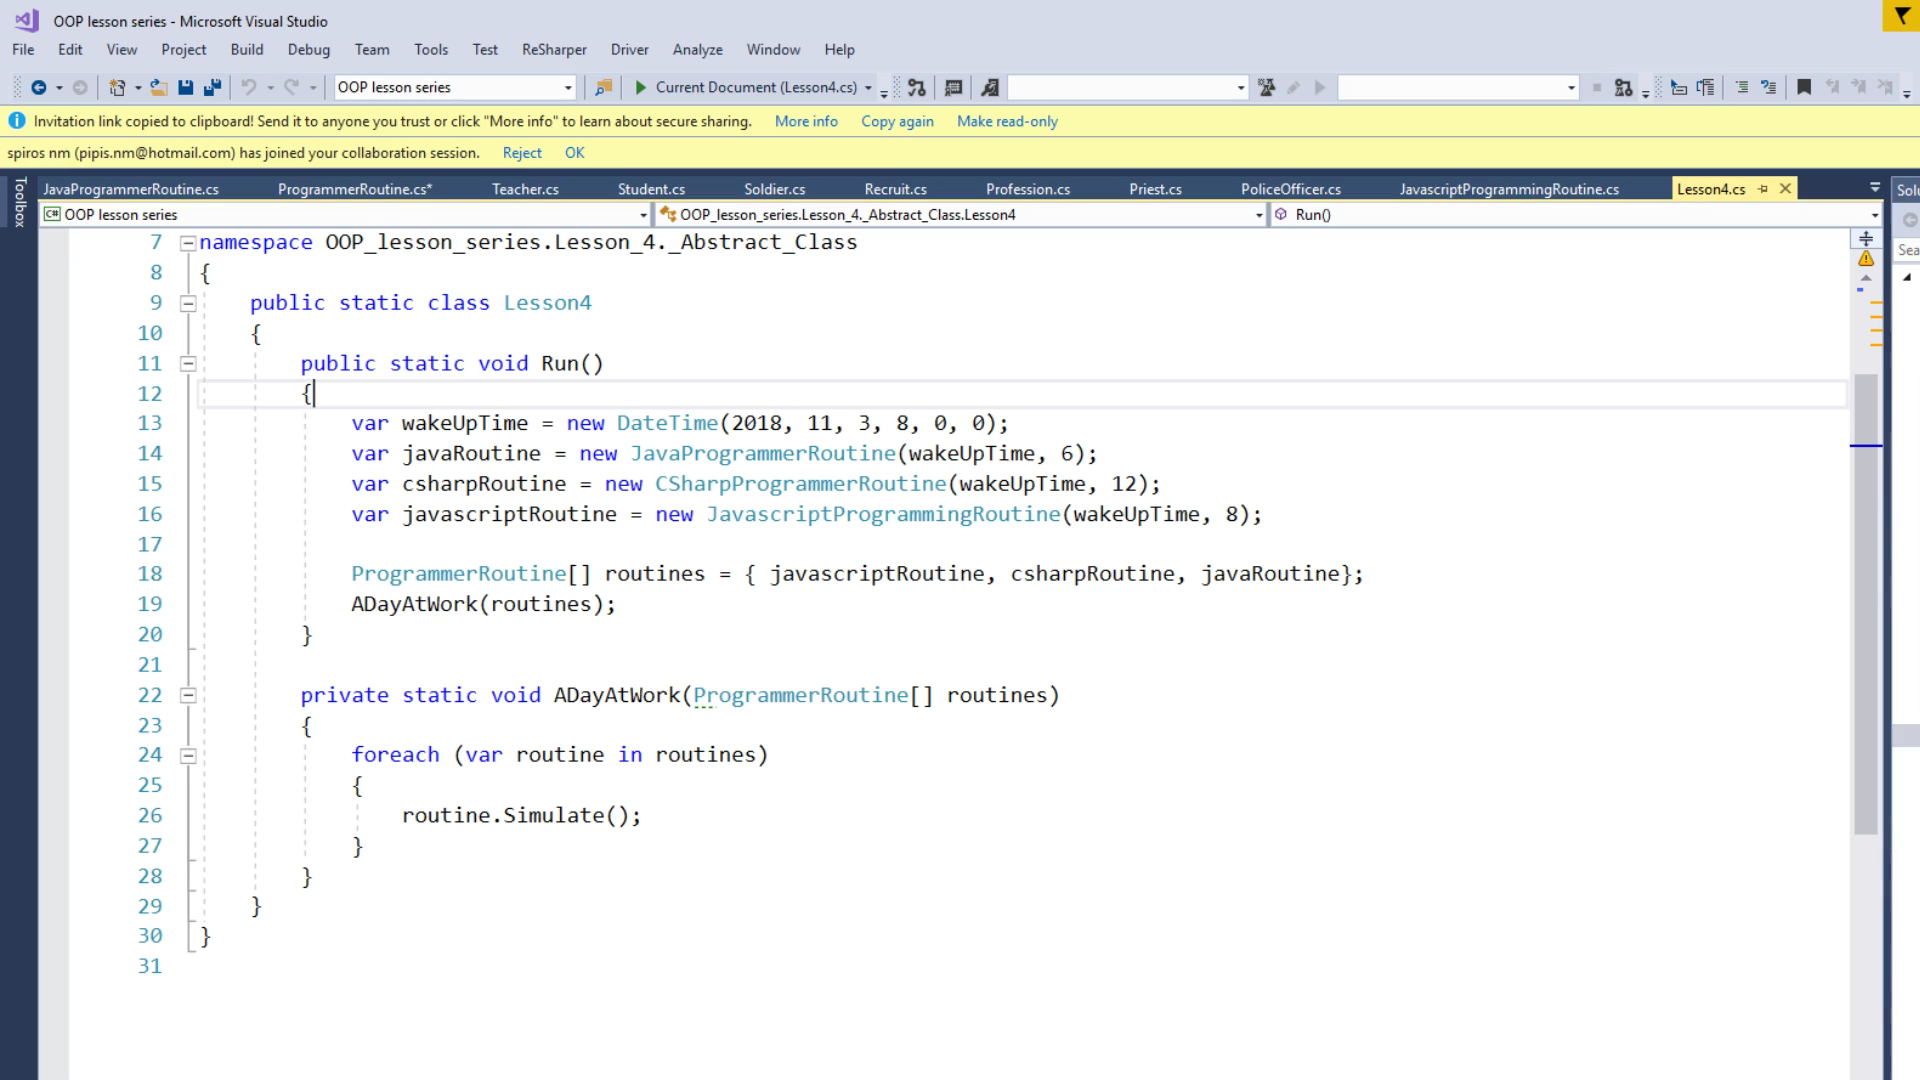 OOP lesson series - Microsoft Visual Studio
File Edit View Project Build Debug Team Tools Test ReSharper Driver Analyze Window Help
OOP lesson series Current Document (Lesson4.cs)
Invitation link copied to clipboard! Send it to anyone you trust or click "More info" to learn about secure sharing. More info Copy again Make read-only
spiros nm (pipis.nm@hotmail.com) has joined your collaboration session. Reject OK
Toolbox
JavaProgrammerRoutine.cs ProgrammerRoutine.cs* Teacher.cs Student.cs Soldier.cs Recruit.cs Profession.cs Priest.cs PoliceOfficer.cs JavascriptProgrammingRoutine.cs Lesson4.cs Solu
C# OOP lesson series OOP_lesson_series.Lesson_4._Abstract_Class.Lesson4 Run()
Sea
7 namespace OOP_lesson_series.Lesson_4._Abstract_Class
8 {
9 public static class Lesson4
10 {
11 public static void Run()
12 {
13 var wakeUpTime = new DateTime(2018, 11, 3, 8, 0, 0);
14 var javaRoutine = new JavaProgrammerRoutine(wakeUpTime, 6);
15 var csharpRoutine = new CSharpProgrammerRoutine(wakeUpTime, 12);
16 var javascriptRoutine = new JavascriptProgrammingRoutine(wakeUpTime, 8);
17
18 ProgrammerRoutine[] routines = { javascriptRoutine, csharpRoutine, javaRoutine};
19 ADayAtWork(routines);
20 }
21
22 private static void ADayAtWork(ProgrammerRoutine[] routines)
23 {
24 foreach (var routine in routines)
25 {
26 routine.Simulate();
27 }
28 }
29 }
30 }
31